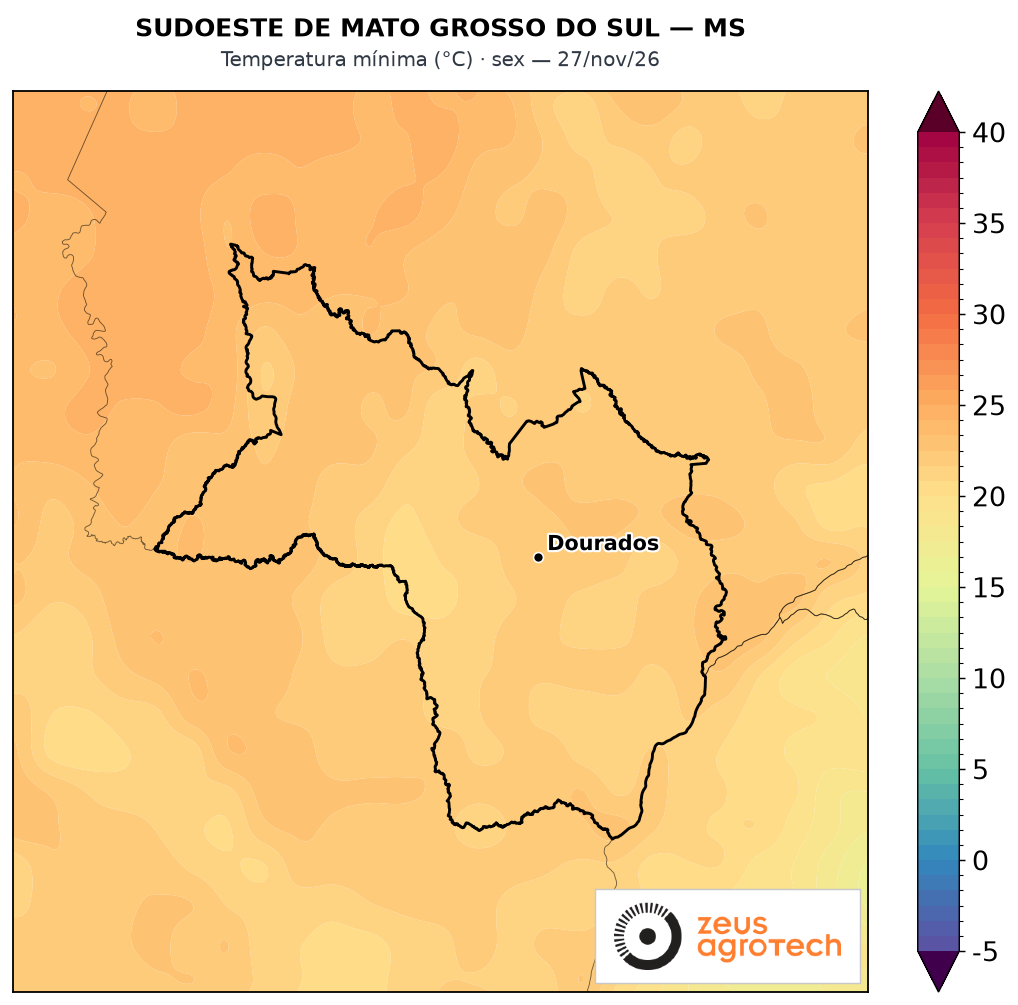 SUDOESTE DE MATO GROSSO DO SUL — MS
Temperatura mínima (°C) · sex — 27/nov/26
40
35
30
25
20
15
10
5
0
-5
Dourados
zeus
agrotech